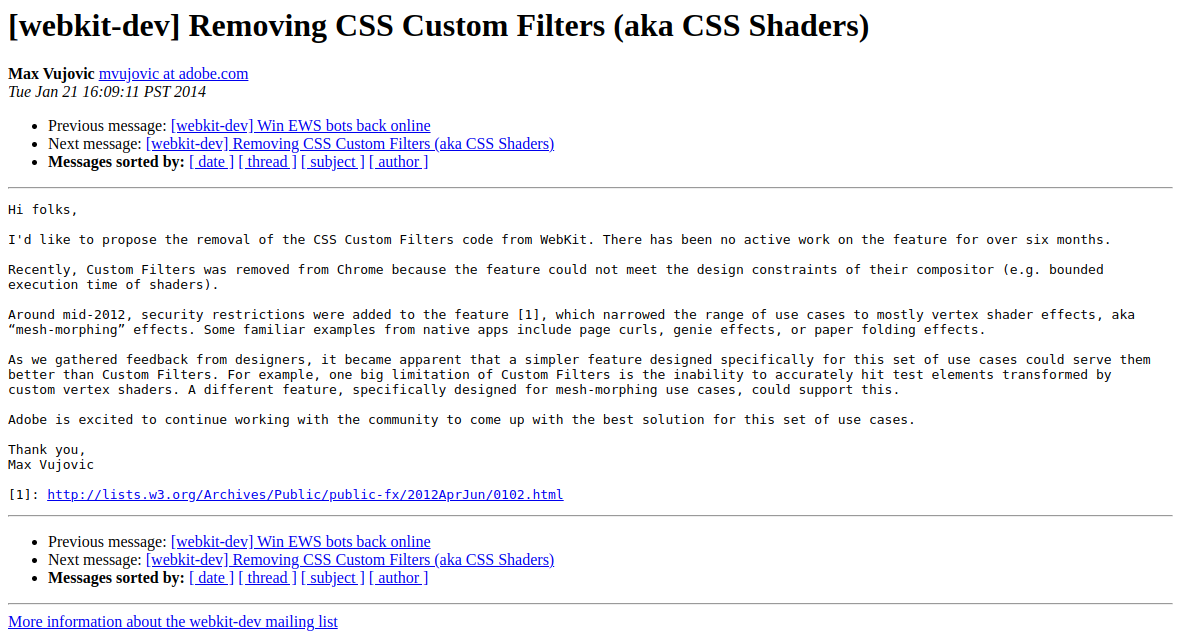 [webkit-dev] Removing CSS Custom Filters (aka CSS Shaders)
Max Vujovic mvujovic at adobe.com
Tue Jan 21 16:09:11 PST 2014
Previous message: [webkit-dev] Win EWS bots back online
Next message: [webkit-dev] Removing CSS Custom Filters (aka CSS Shaders)
Messages sorted by: [ date ] [ thread ] [ subject ] [ author ]
Hi folks,
I'd like to propose the removal of the CSS Custom Filters code from WebKit. There has been no active work on the feature for over six months.
Recently, Custom Filters was removed from Chrome because the feature could not meet the design constraints of their compositor (e.g. bounded
execution time of shaders).
Around mid-2012, security restrictions were added to the feature [1], which narrowed the range of use cases to mostly vertex shader effects, aka
“mesh-morphing” effects. Some familiar examples from native apps include page curls, genie effects, or paper folding effects.
As we gathered feedback from designers, it became apparent that a simpler feature designed specifically for this set of use cases could serve them
better than Custom Filters. For example, one big limitation of Custom Filters is the inability to accurately hit test elements transformed by
custom vertex shaders. A different feature, specifically designed for mesh-morphing use cases, could support this.
Adobe is excited to continue working with the community to come up with the best solution for this set of use cases.
Thank you,
Max Vujovic
[1]: http://lists.w3.org/Archives/Public/public-fx/2012AprJun/0102.html
Previous message: [webkit-dev] Win EWS bots back online
Next message: [webkit-dev] Removing CSS Custom Filters (aka CSS Shaders)
Messages sorted by: [ date ] [ thread ] [ subject ] [ author ]
More information about the webkit-dev mailing list